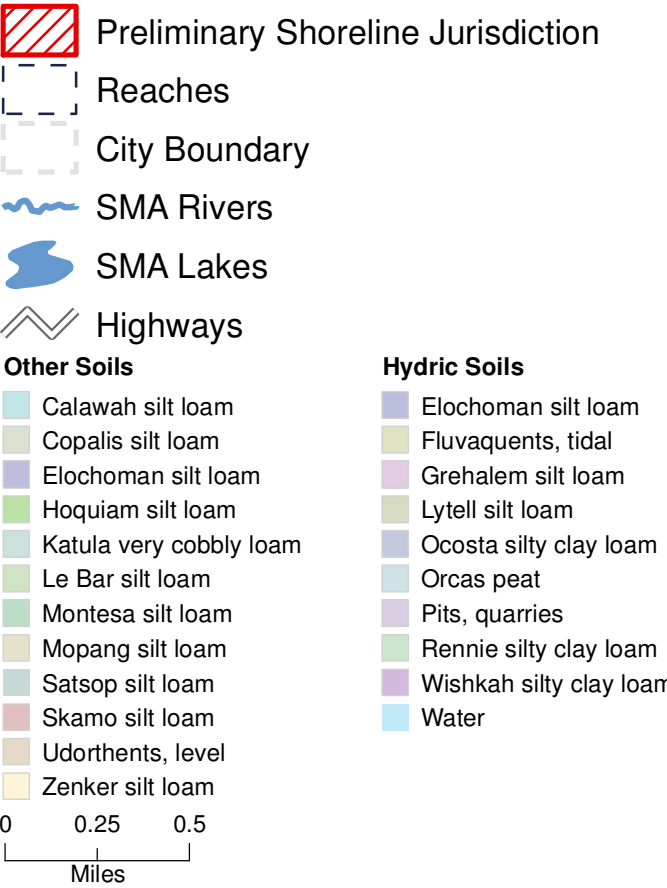 Preliminary Shoreline Jurisdiction
Reaches
City Boundary
SMA Rivers
SMA Lakes
Highways
Other Soils
Calawah silt loam
Copalis silt loam
Elochoman silt loam
Hoquiam silt loam
Katula very cobbly loam
Le Bar silt loam
Montesa silt loam
Mopang silt loam
Satsop silt loam
Skamo silt loam
Udorthents, level
Zenker silt loam
Hydric Soils
Elochoman silt loam
Fluvaquents, tidal
Grehalem silt loam
Lytell silt loam
Ocosta silty clay loam
Orcas peat
Pits, quarries
Rennie silty clay loam
Wishkah silty clay loam
Water
0 0.25 0.5
Miles